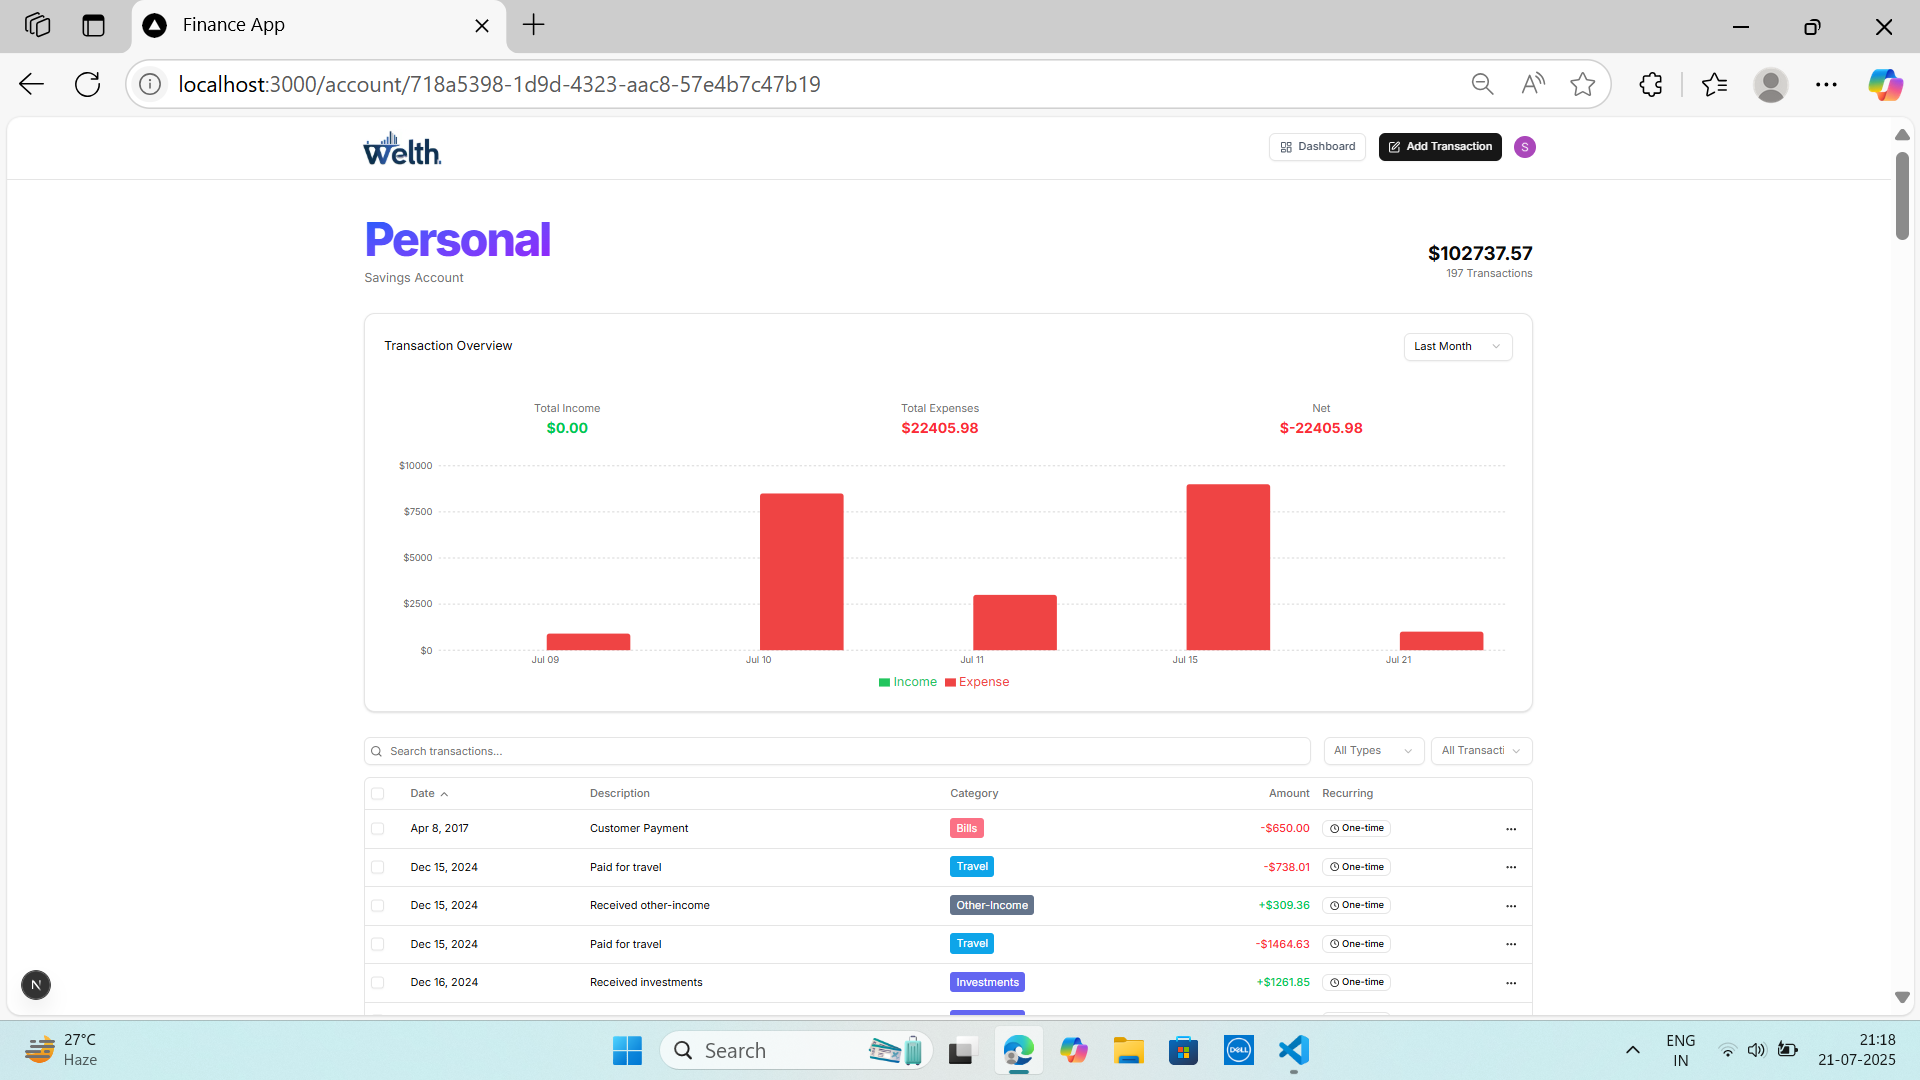 Finance App
localhost:3000/account/718a5398-1d9d-4323-aac8-57e4b7c47b19
Welth.
Dashboard
Add Transaction
S
Personal
Savings Account
$102737.57
197 Transactions
Transaction Overview
Last Month
Total Income
$0.00
Total Expenses
$22405.98
Net
$-22405.98
$10000
$7500
$5000
$2500
$0
Jul 09 Jul 10 Jul 11 Jul 15 Jul 21
Income Expense
Search transactions...
All Types
All Transacti
Date Description Category Amount Recurring
Apr 8, 2017 Customer Payment Bills -$650.00 One-time
Dec 15, 2024 Paid for travel Travel -$738.01 One-time
Dec 15, 2024 Received other-income Other-Income +$309.36 One-time
Dec 15, 2024 Paid for travel Travel -$1464.63 One-time
Dec 16, 2024 Received investments Investments +$1261.85 One-time
N
27°C
Haze
Search
DELL
ENG
IN
21:18
21-07-2025